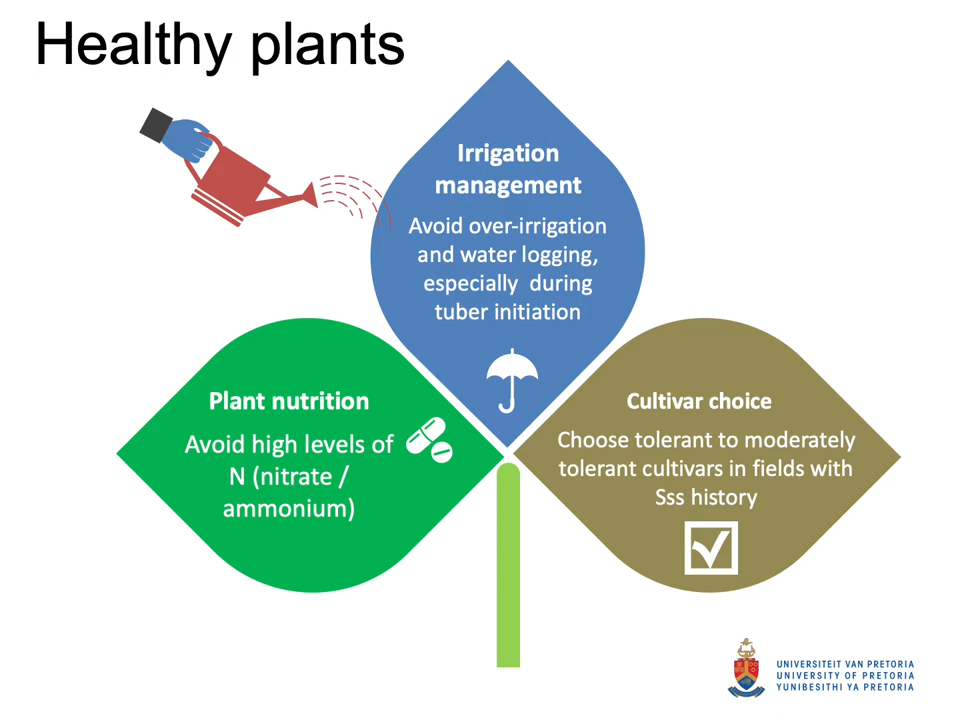 Healthy plants
Irrigation
management
Avoid over-irrigation
and water logging,
especially during
tuber initiation
Plant nutrition
Avoid high levels of
N (nitrate /
ammonium)
Cultivar choice
Choose tolerant to moderately
tolerant cultivars in fields with
Sss history
UNIVERSITEIT VAN PRETORIA
UNIVERSITY OF PRETORIA
YUNIBESITHI YA PRETORIA